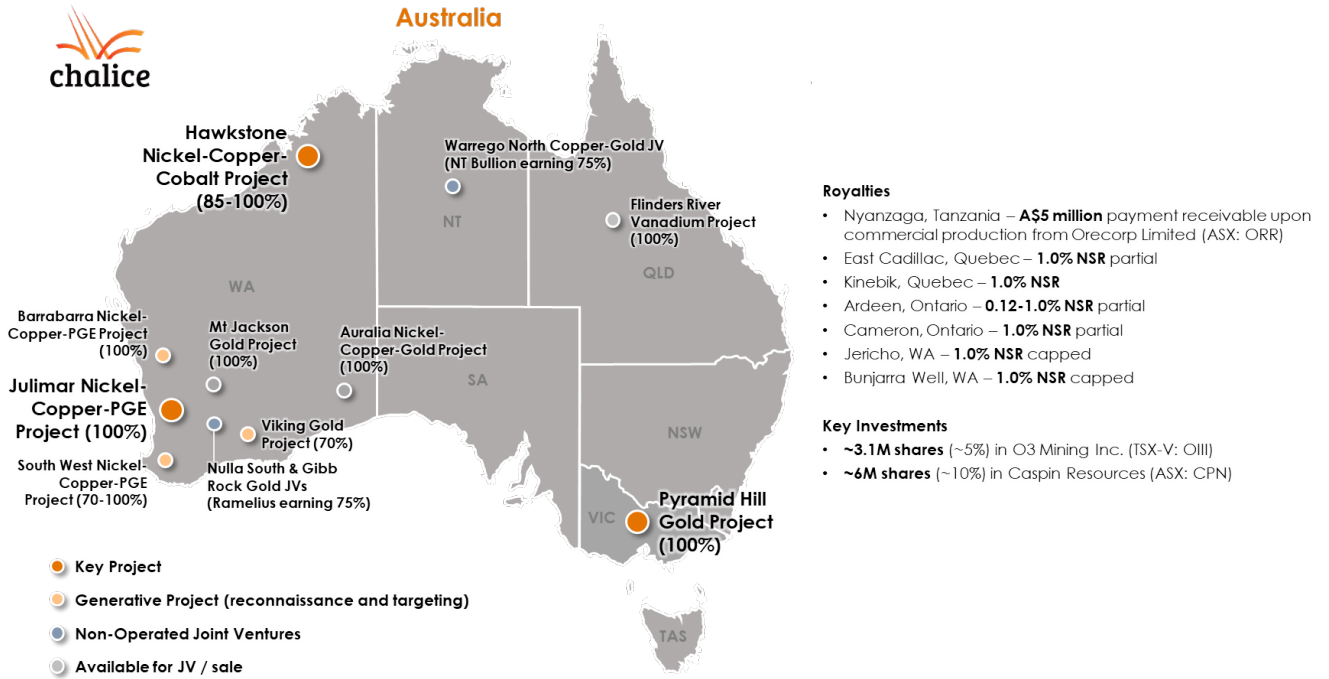 Australia
chalice
Hawkstone
Nickel-Copper-
Cobalt Project
(85-100%)
Warrego North Copper-Gold JV
(NT Bullion earning 75%)
NT
Flinders River
Vanadium Project
(100%)
QLD
WA
Barrabarra Nickel-
Copper-PGE Project
(100%)
Mt Jackson
Gold Project
(100%)
Auralia Nickel-
Copper-Gold Project
(100%)
SA
Julimar Nickel-
Copper-PGE
Project (100%)
Viking Gold
Project (70%)
NSW
South West Nickel-
Copper-PGE
Project (70-100%)
Nulla South & Gibb
Rock Gold JVs
(Ramelius earning 75%)
VIC
Pyramid Hill
Gold Project
(100%)
TAS
Key Project
Generative Project (reconnaissance and targeting)
Non-Operated Joint Ventures
Available for JV / sale
Royalties
• Nyanzaga, Tanzania – A$5 million payment receivable upon
commercial production from Orecorp Limited (ASX: ORR)
• East Cadillac, Quebec – 1.0% NSR partial
• Kinebik, Quebec – 1.0% NSR
• Ardeen, Ontario – 0.12-1.0% NSR partial
• Cameron, Ontario – 1.0% NSR partial
• Jericho, WA – 1.0% NSR capped
• Bunjarra Well, WA – 1.0% NSR capped
Key Investments
• ~3.1M shares (~5%) in O3 Mining Inc. (TSX-V: OIII)
• ~6M shares (~10%) in Caspin Resources (ASX: CPN)